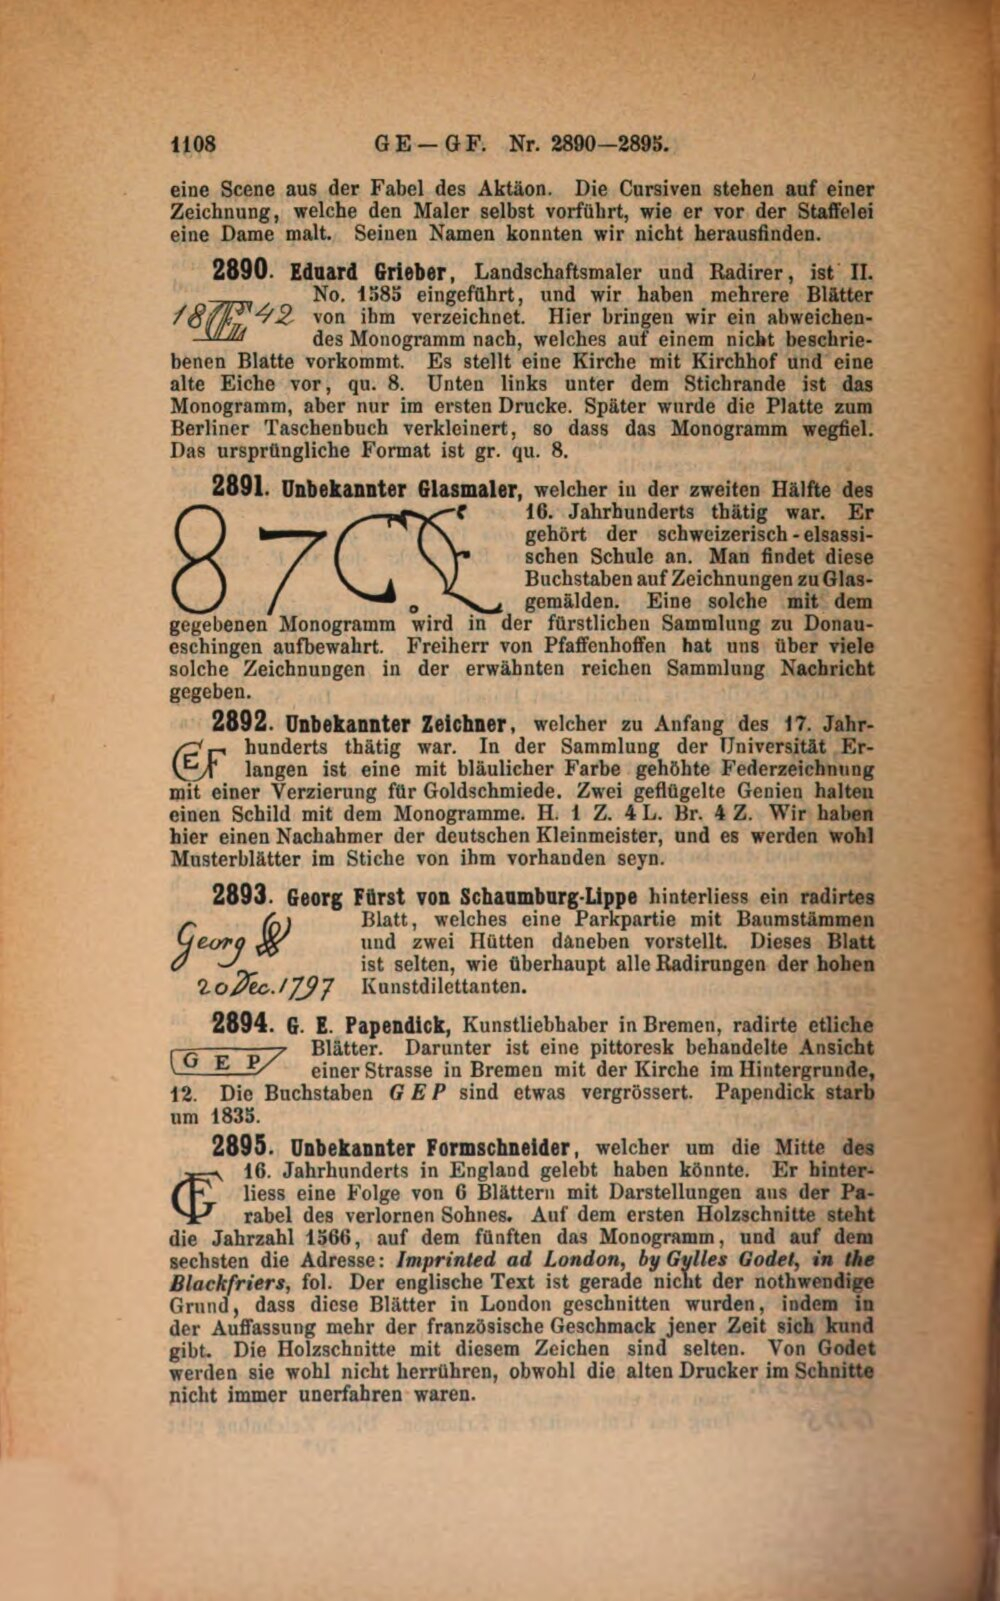 1108 GE — GF. Nr. 2890—2895.
eine Scene aus der Fabel des Aktäon. Die Cursiven stehen auf einer
Zeichnung, welche den Maler selbst vorführt, wie er vor der Staffelei
eine Dame malt. Seinen Namen konnten wir nicht herausfinden.
2890. Eduard Grieber, Landschaftsmaler und Radirer, ist II.
No. 1585 eingeführt, und wir haben mehrere Blätter
18 42 von ihm verzeichnet. Hier bringen wir ein abweichen-
des Monogramm nach, welches auf einem nicht beschrie-
benen Blatte vorkommt. Es stellt eine Kirche mit Kirchhof und eine
alte Eiche vor, qu. 8. Unten links unter dem Stichrande ist das
Monogramm, aber nur im ersten Drucke. Später wurde die Platte zum
Berliner Taschenbuch verkleinert, so dass das Monogramm wegfiel.
Das ursprüngliche Format ist gr. qu. 8.
2891. Unbekannter Glasmaler, welcher in der zweiten Hälfte des
16. Jahrhunderts thätig war. Er
gehört der schweizerisch-elsassi-
87 schen Schule an. Man findet diese
Buchstaben auf Zeichnungen zu Glas-
gemälden. Eine solche mit dem
gegebenen Monogramm wird in der fürstlichen Sammlung zu Donau-
eschingen aufbewahrt. Freiherr von Pfaffenhoffen hat uns über viele
solche Zeichnungen in der erwähnten reichen Sammlung Nachricht
gegeben.
2892. Unbekannter Zeichner, welcher zu Anfang des 17. Jahr-
hunderts thätig war. In der Sammlung der Universität Er-
langen ist eine mit bläulicher Farbe gehöhte Federzeichnung
mit einer Verzierung für Goldschmiede. Zwei geflügelte Genien halten
einen Schild mit dem Monogramme. H. 1 Z. 4 L. Br. 4 Z. Wir haben
hier einen Nachahmer der deutschen Kleinmeister, und es werden wohl
Musterblätter im Stiche von ihm vorhanden seyn.
2893. Georg Fürst von Schaumburg-Lippe hinterliess ein radirtes
Blatt, welches eine Parkpartie mit Baumstämmen
Georg und zwei Hütten daneben vorstellt. Dieses Blatt
ist selten, wie überhaupt alle Radirungen der hohen
20 Dec. 1797 Kunstdilettanten.
2894. G. E. Papendick, Kunstliebhaber in Bremen, radirte etliche
Blätter. Darunter ist eine pittoresk behandelte Ansicht
G E P einer Strasse in Bremen mit der Kirche im Hintergrunde,
12. Die Buchstaben GEP sind etwas vergrössert. Papendick starb
um 1835.
2895. Unbekannter Formschneider, welcher um die Mitte des
16. Jahrhunderts in England gelebt haben könnte. Er hinter-
liess eine Folge von 6 Blättern mit Darstellungen aus der Pa-
rabel des verlornen Sohnes. Auf dem ersten Holzschnitte steht
die Jahrzahl 1566, auf dem fünften das Monogramm, und auf dem
sechsten die Adresse: Imprinted ad London, by Gylles Godet, in the
Blackfriers, fol. Der englische Text ist gerade nicht der nothwendige
Grund, dass diese Blätter in London geschnitten wurden, indem in
der Auffassung mehr der französische Geschmack jener Zeit sich kund
gibt. Die Holzschnitte mit diesem Zeichen sind selten. Von Godet
werden sie wohl nicht herrühren, obwohl die alten Drucker im Schnitte
nicht immer unerfahren waren.